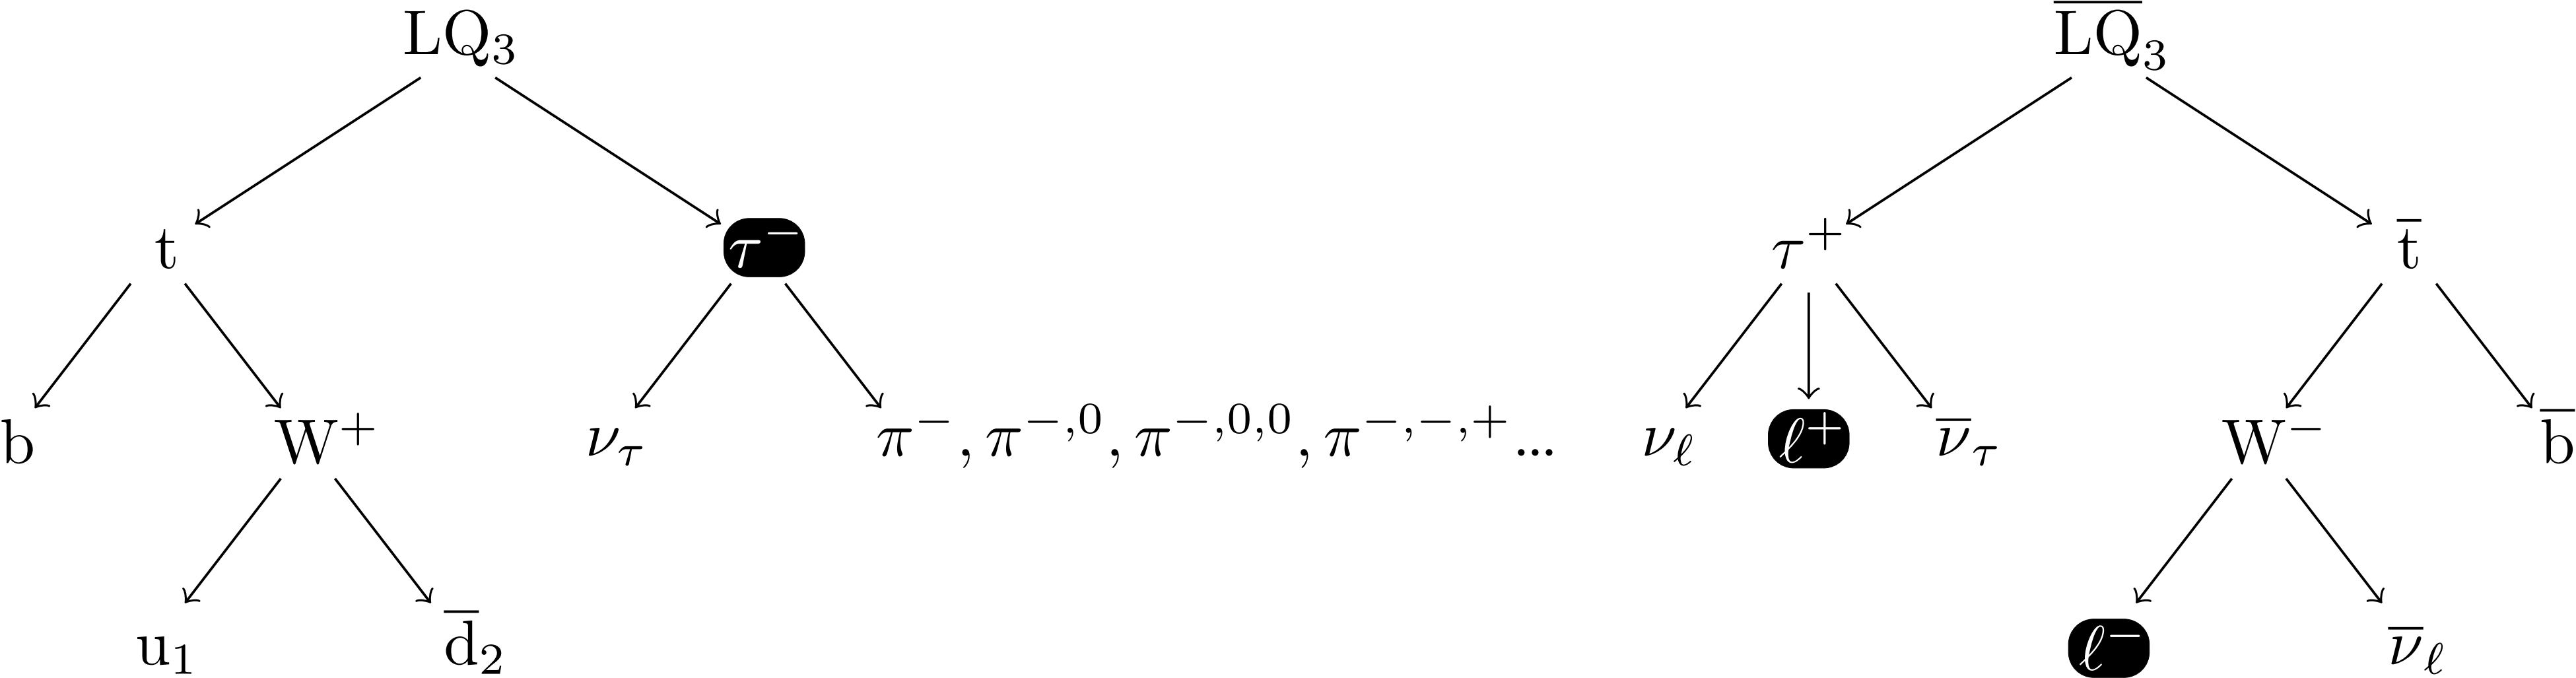 LQ₃ L̅Q̅₃
t τ⁻ τ⁺ t̅
b W⁺ ν_τ π⁻, π⁻˒⁰, π⁻˒⁰˒⁰, π⁻˒⁻˒⁺... ν_ℓ ℓ⁺ ν̅_τ W⁻ b̅
u₁ d̅₂ ℓ⁻ ν̅_ℓ